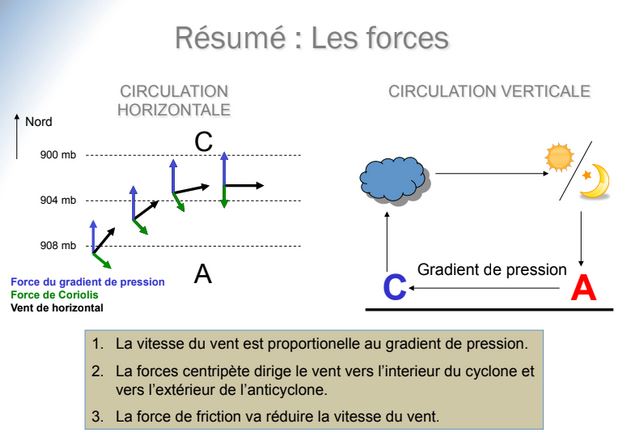 Résumé : Les forces
CIRCULATION
HORIZONTALE
Nord
C
900 mb
904 mb
908 mb
A
Force du gradient de pression
Force de Coriolis
Vent de horizontal
CIRCULATION VERTICALE
Gradient de pression
C
A
1. La vitesse du vent est proportionelle au gradient de pression.
2. La forces centripète dirige le vent vers l'interieur du cyclone et
vers l'extérieur de l'anticyclone.
3. La force de friction va réduire la vitesse du vent.